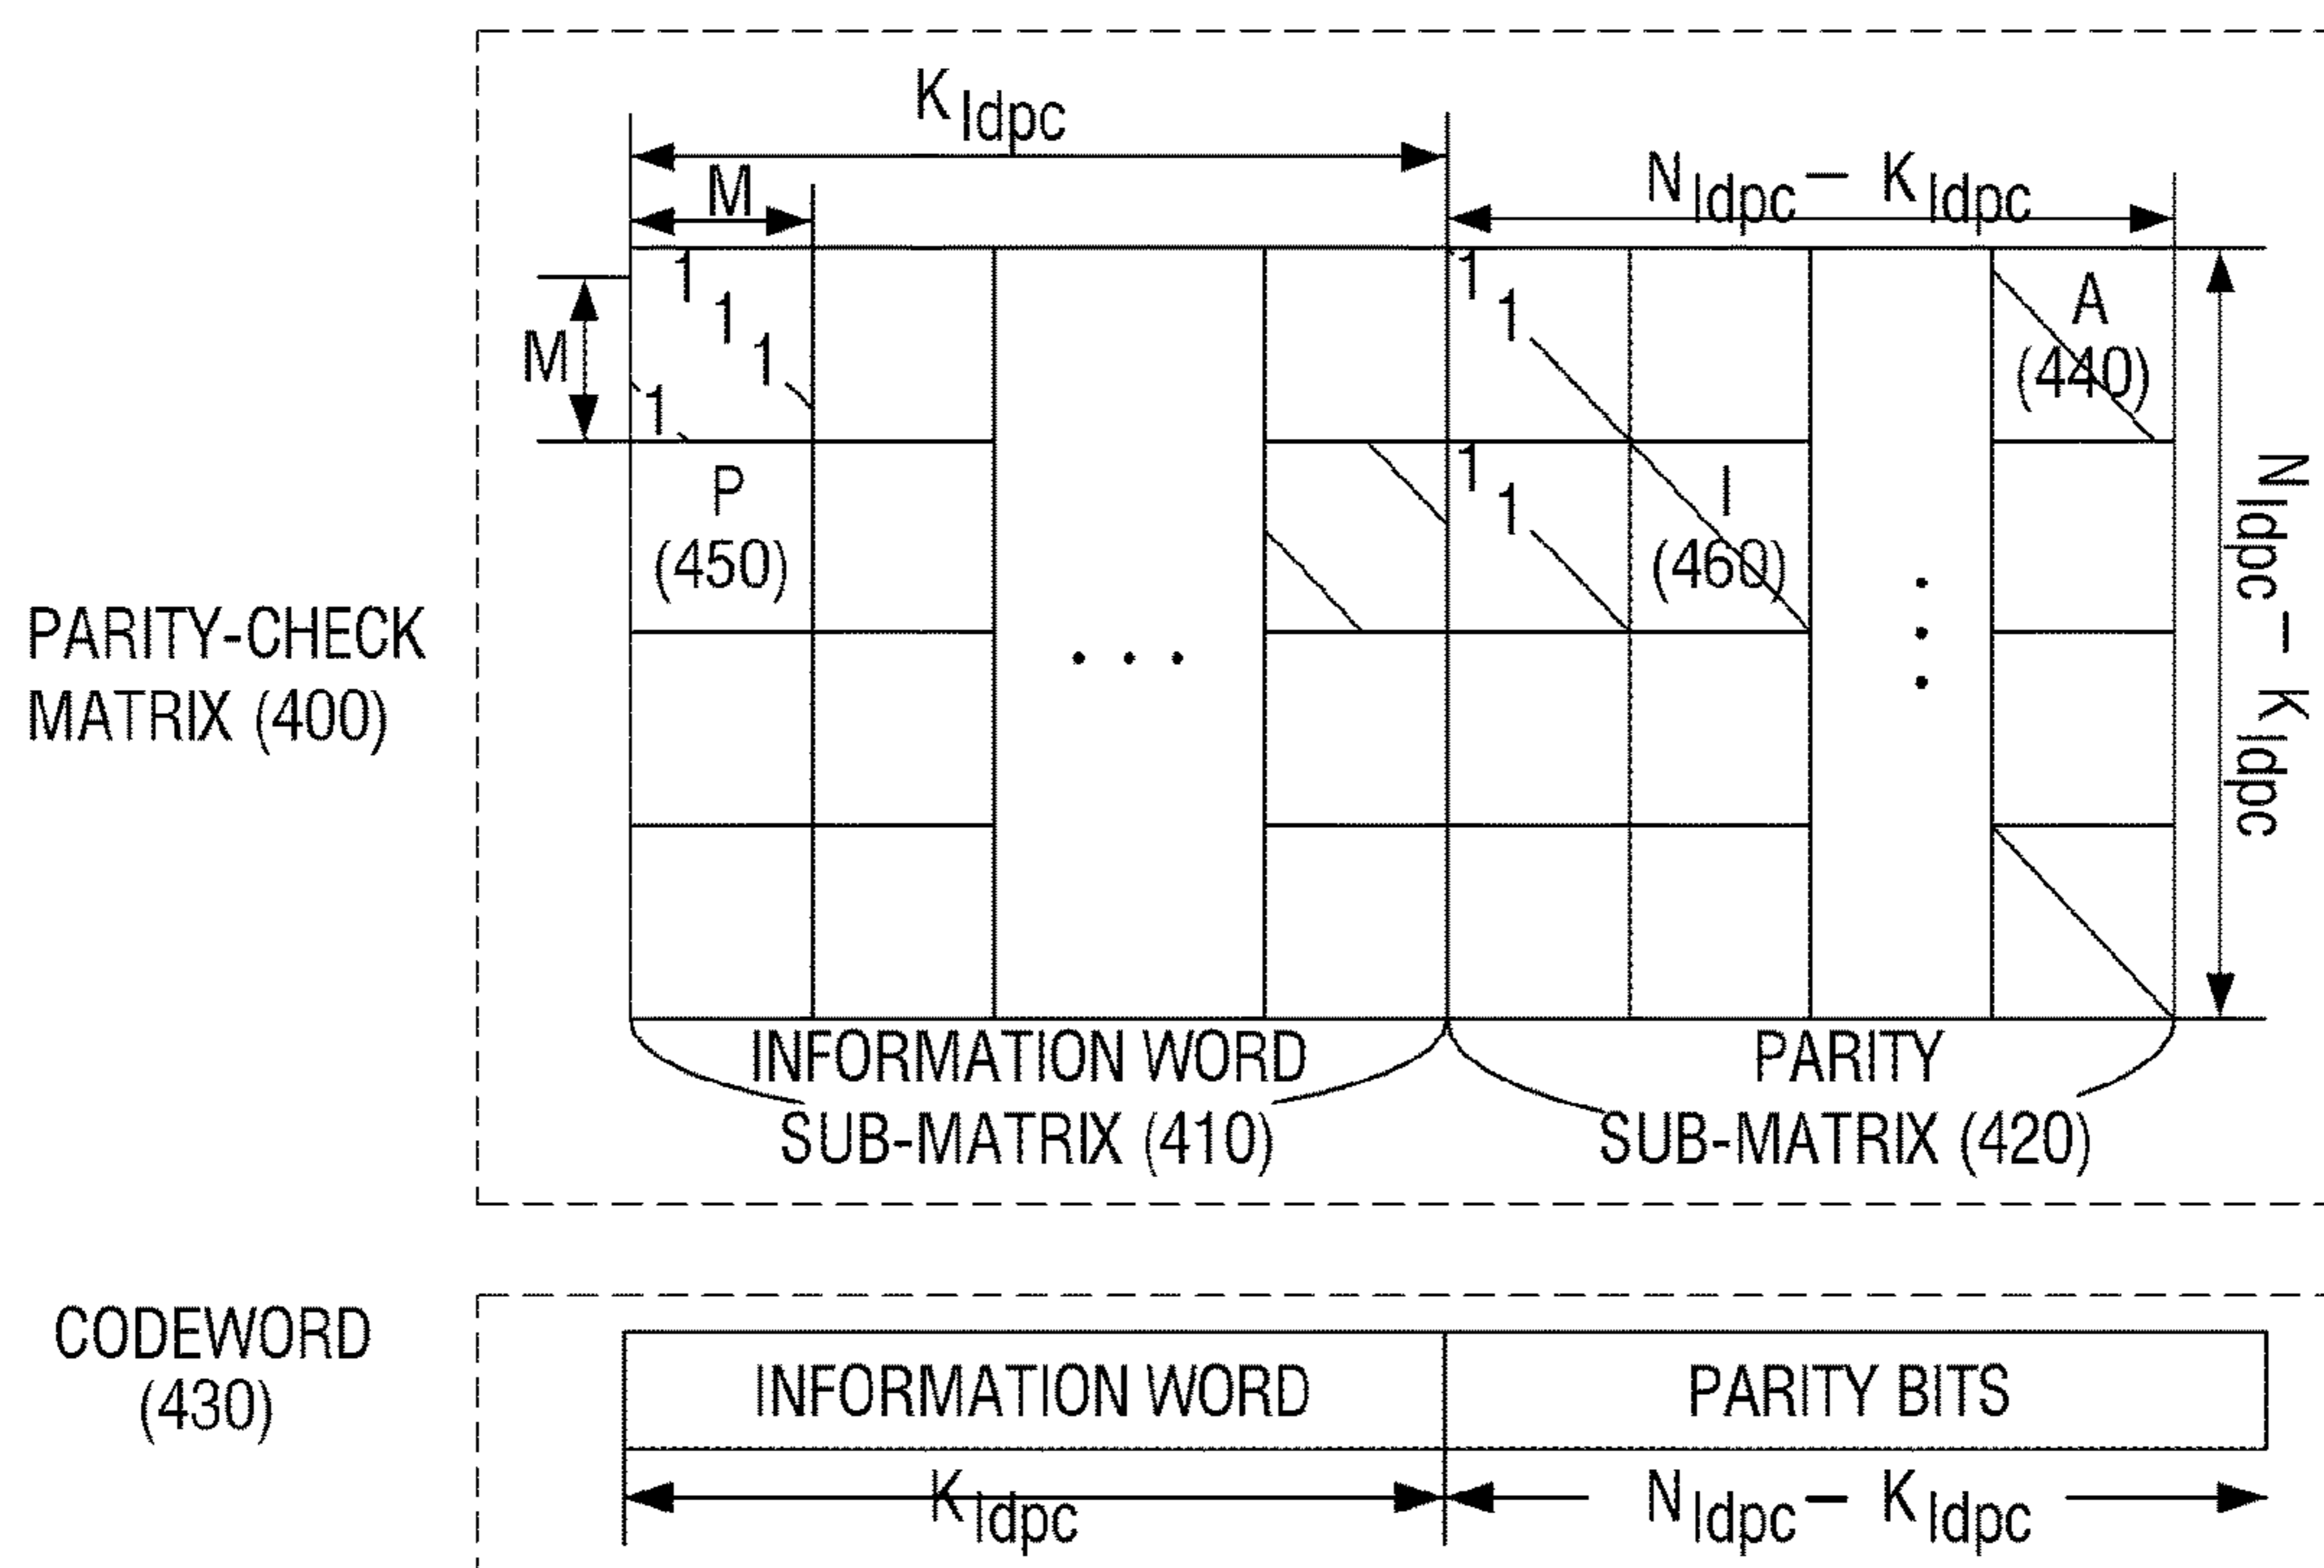 K ldpc
M
N ldpc – K ldpc
1 1 1
1
M
1 1
A
(440)
P
(450)
1 1
I
(460)
N ldpc – K ldpc
PARITY-CHECK
MATRIX (400)
. . .
. . .
INFORMATION WORD
SUB-MATRIX (410)
PARITY
SUB-MATRIX (420)
CODEWORD
(430)
INFORMATION WORD
PARITY BITS
K ldpc
N ldpc – K ldpc